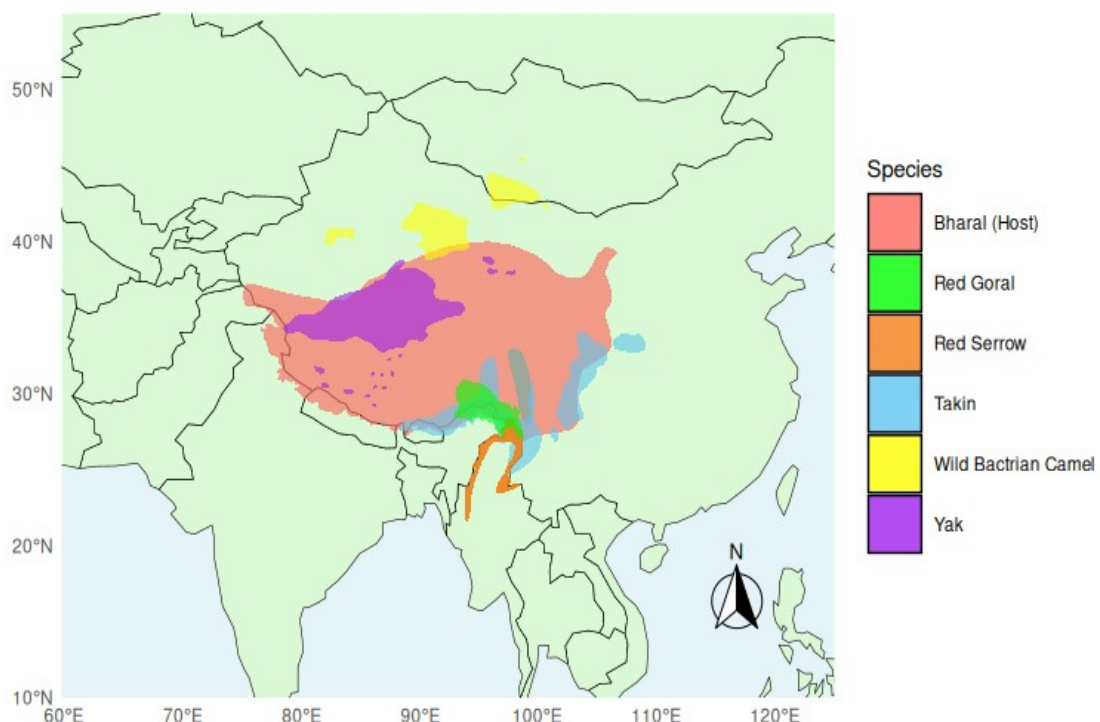 50°N
40°N
30°N
20°N
10°N
60°E 70°E 80°E 90°E 100°E 110°E 120°E
N
Species
Bharal (Host)
Red Goral
Red Serrow
Takin
Wild Bactrian Camel
Yak